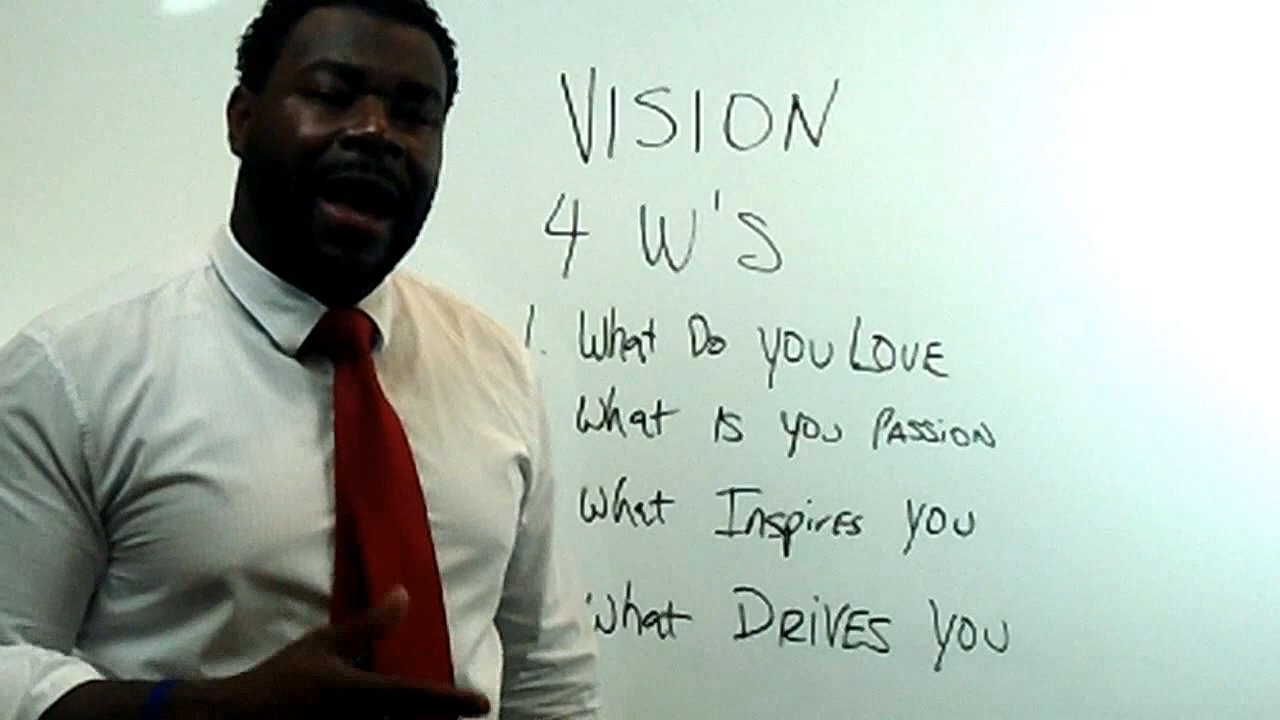 VISION
4 W'S
1. What Do you LOVE
What Is you PASSION
What Inspires you
What DRIVES you